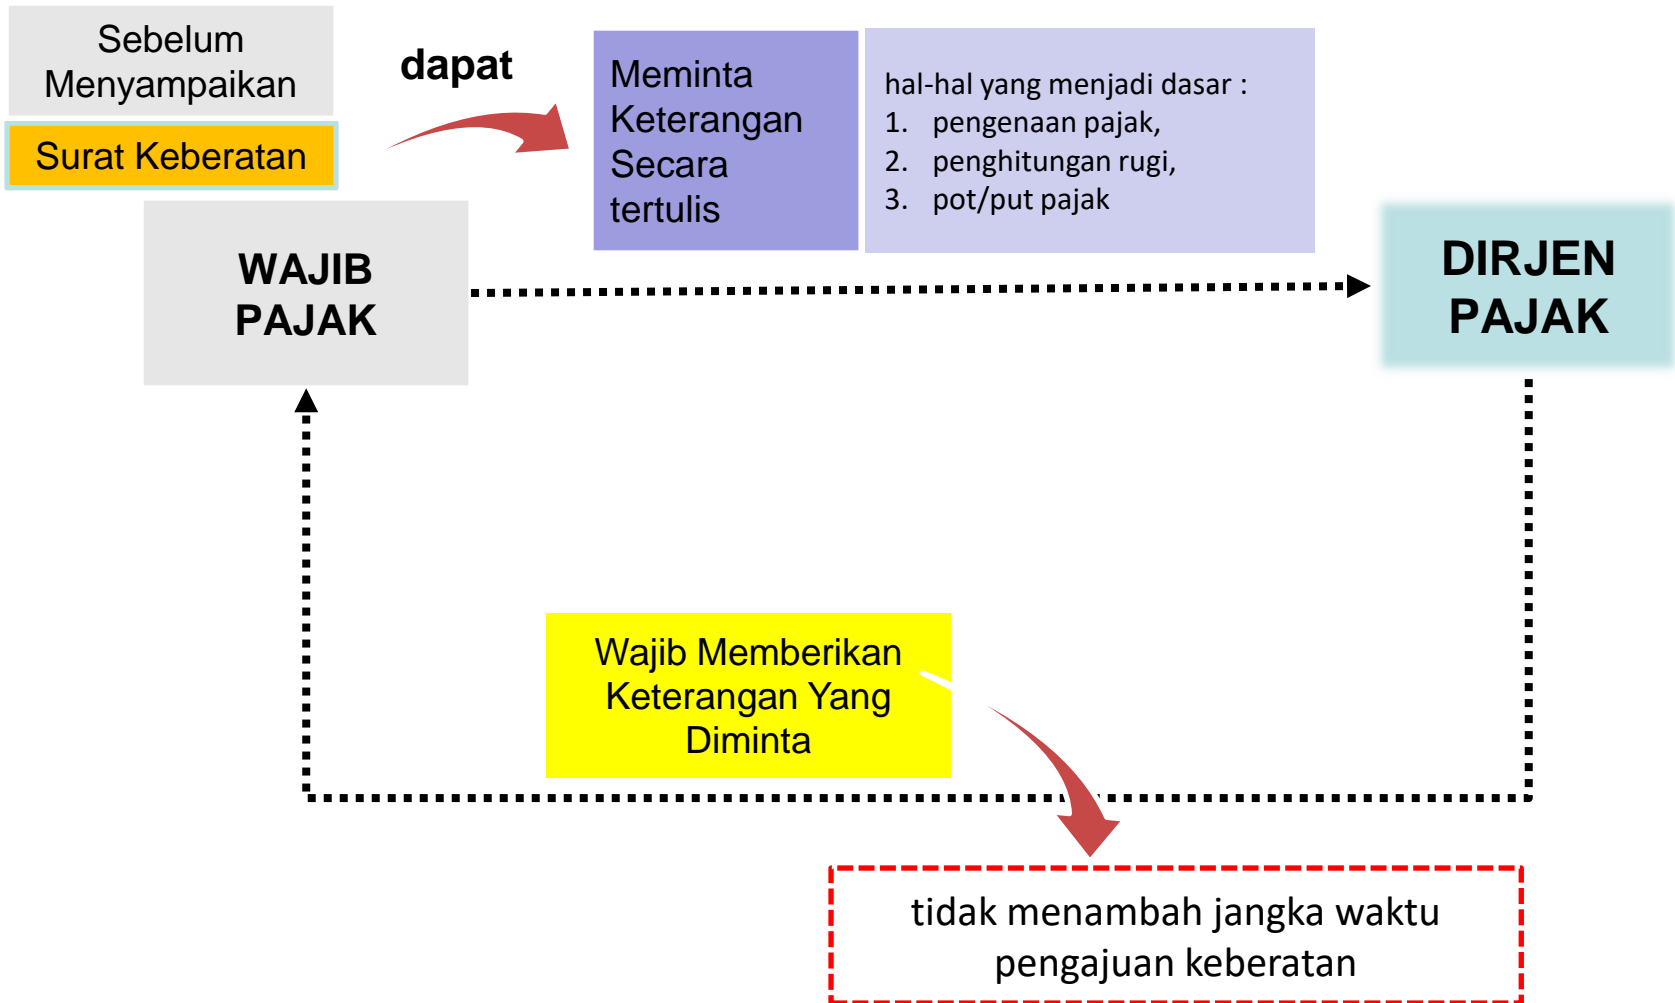 Sebelum
Menyampaikan
Surat Keberatan
dapat
Meminta
Keterangan
Secara
tertulis
hal-hal yang menjadi dasar :
1. pengenaan pajak,
2. penghitungan rugi,
3. pot/put pajak
WAJIB
PAJAK
DIRJEN
PAJAK
Wajib Memberikan
Keterangan Yang
Diminta
tidak menambah jangka waktu
pengajuan keberatan